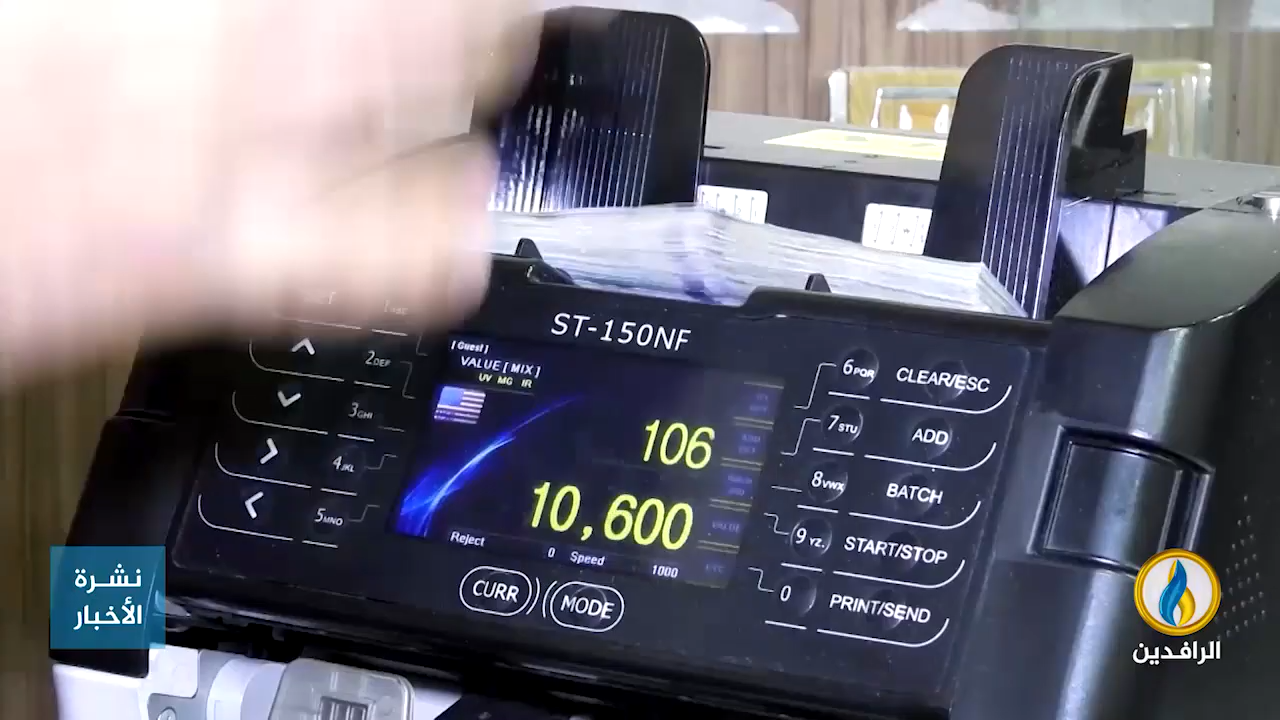 ST-150NF
[ Guest ]
VALUE [ MIX ]
UV MG IR
106
10,600
Reject 0 Speed 1000
2DEF
3GHI
4JKL
5MNO
6PQR
CLEAR/ESC
7STU
ADD
8VWX
BATCH
9YZ.
START/STOP
0
PRINT/SEND
CURR
MODE
نشرة
الأخبار
الرافدين